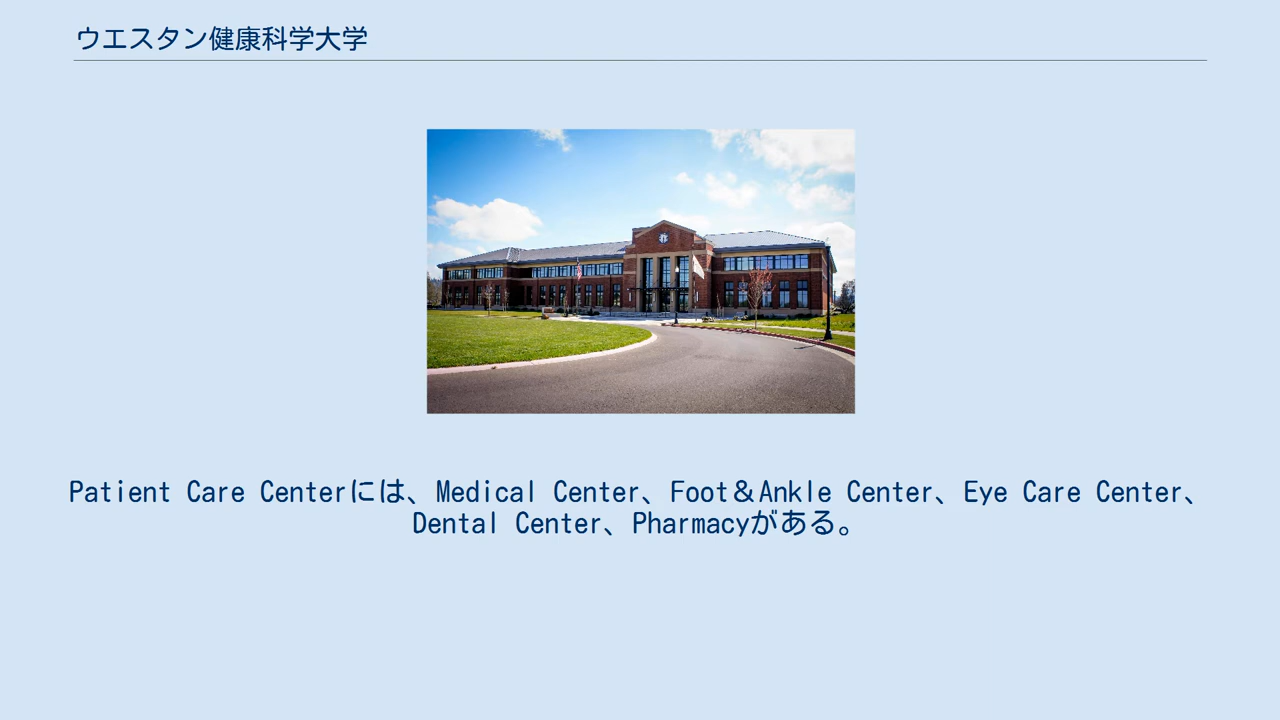 ウエスタン健康科学大学
Patient Care Centerには、Medical Center、Foot＆Ankle Center、Eye Care Center、
Dental Center、Pharmacyがある。